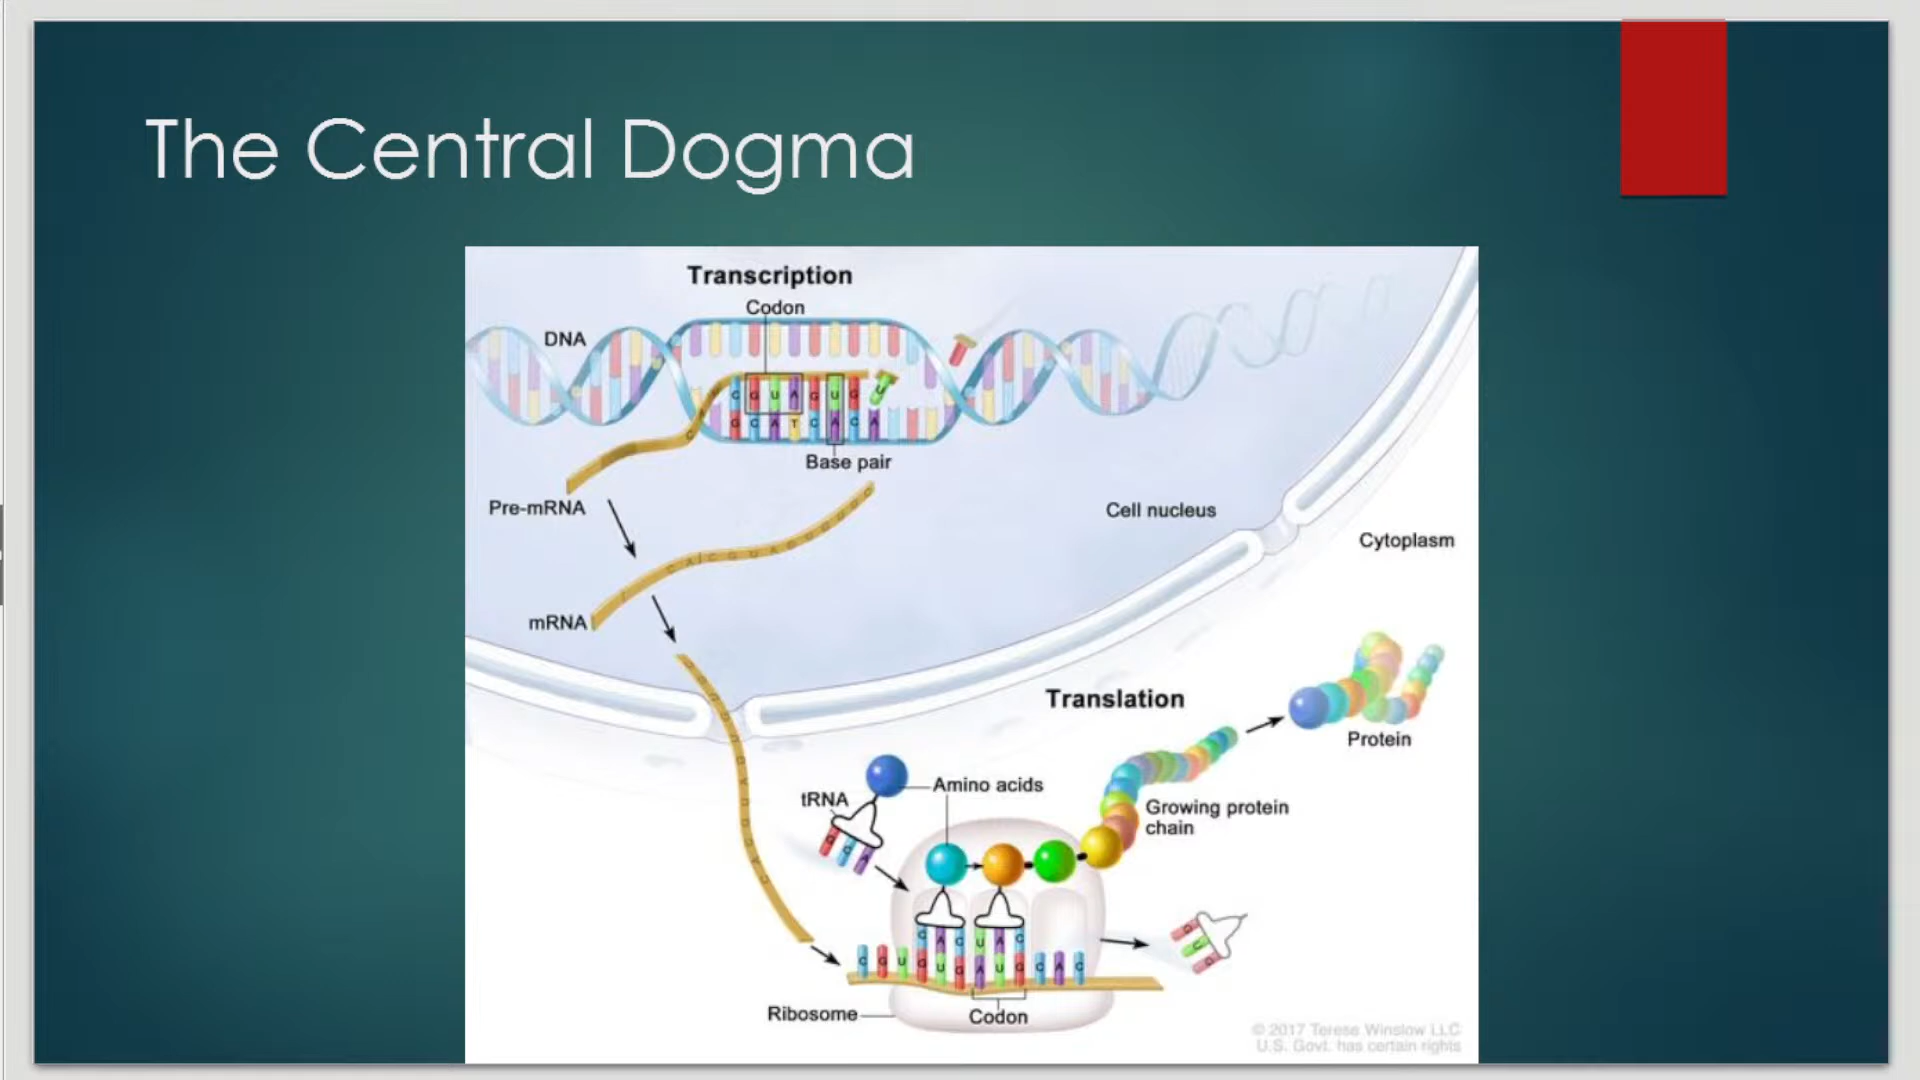 The Central Dogma
Transcription
Codon
DNA
C G U A G U G U
G C A T C A C A
Base pair
Pre-mRNA
Cell nucleus
Cytoplasm
mRNA
Translation
Protein
tRNA
Amino acids
Growing protein
chain
C A C U A C
C G U G U G A U G C A C
Ribosome
Codon
© 2017 Terese Winslow LLC
U.S. Govt. has certain rights